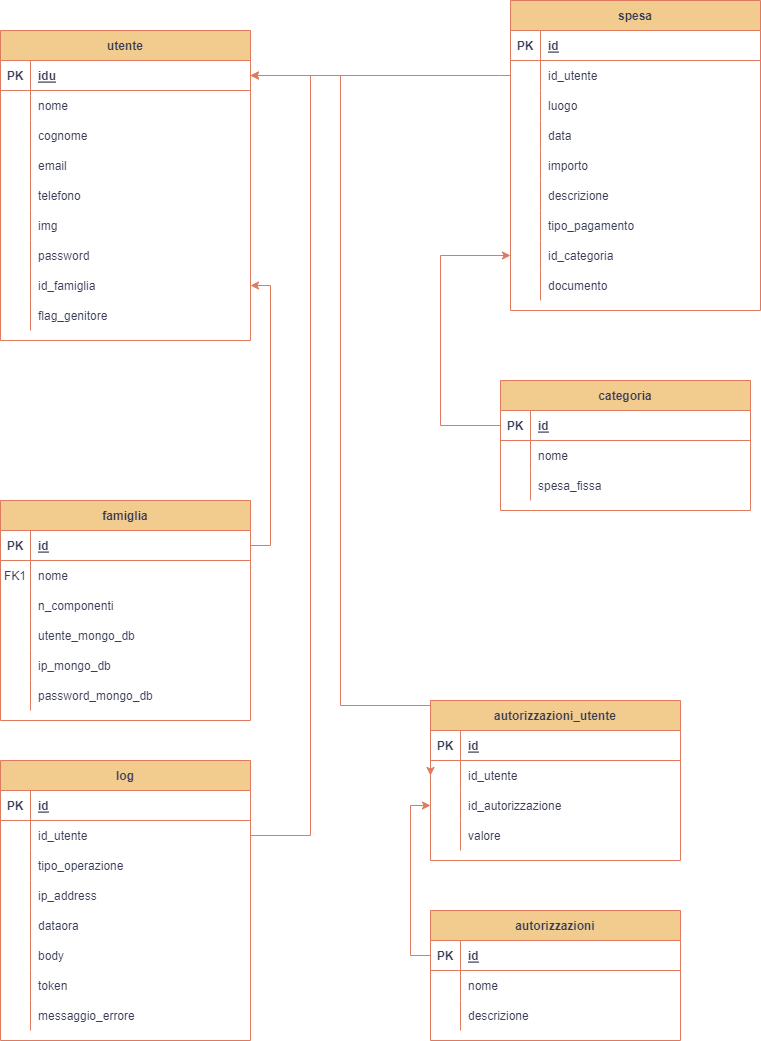 utente
PK idu
nome
cognome
email
telefono
img
password
id_famiglia
flag_genitore
spesa
PK id
id_utente
luogo
data
importo
descrizione
tipo_pagamento
id_categoria
documento
categoria
PK id
nome
spesa_fissa
famiglia
PK id
FK1 nome
n_componenti
utente_mongo_db
ip_mongo_db
password_mongo_db
autorizzazioni_utente
PK id
id_utente
id_autorizzazione
valore
log
PK id
id_utente
tipo_operazione
ip_address
dataora
body
token
messaggio_errore
autorizzazioni
PK id
nome
descrizione